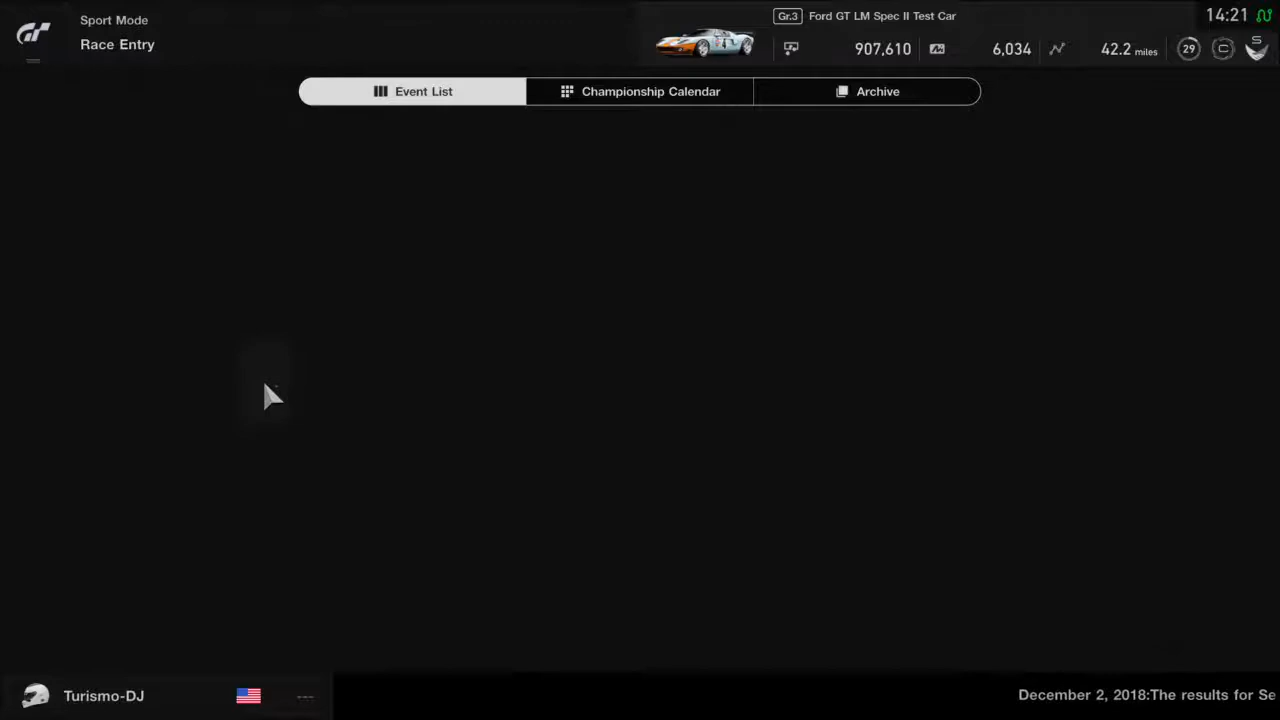 Sport Mode
Race Entry
Gr.3 Ford GT LM Spec II Test Car
14:21
907,610
6,034
42.2 miles
29
C
S
Event List
Championship Calendar
Archive
Turismo-DJ
---
December 2, 2018:The results for Se